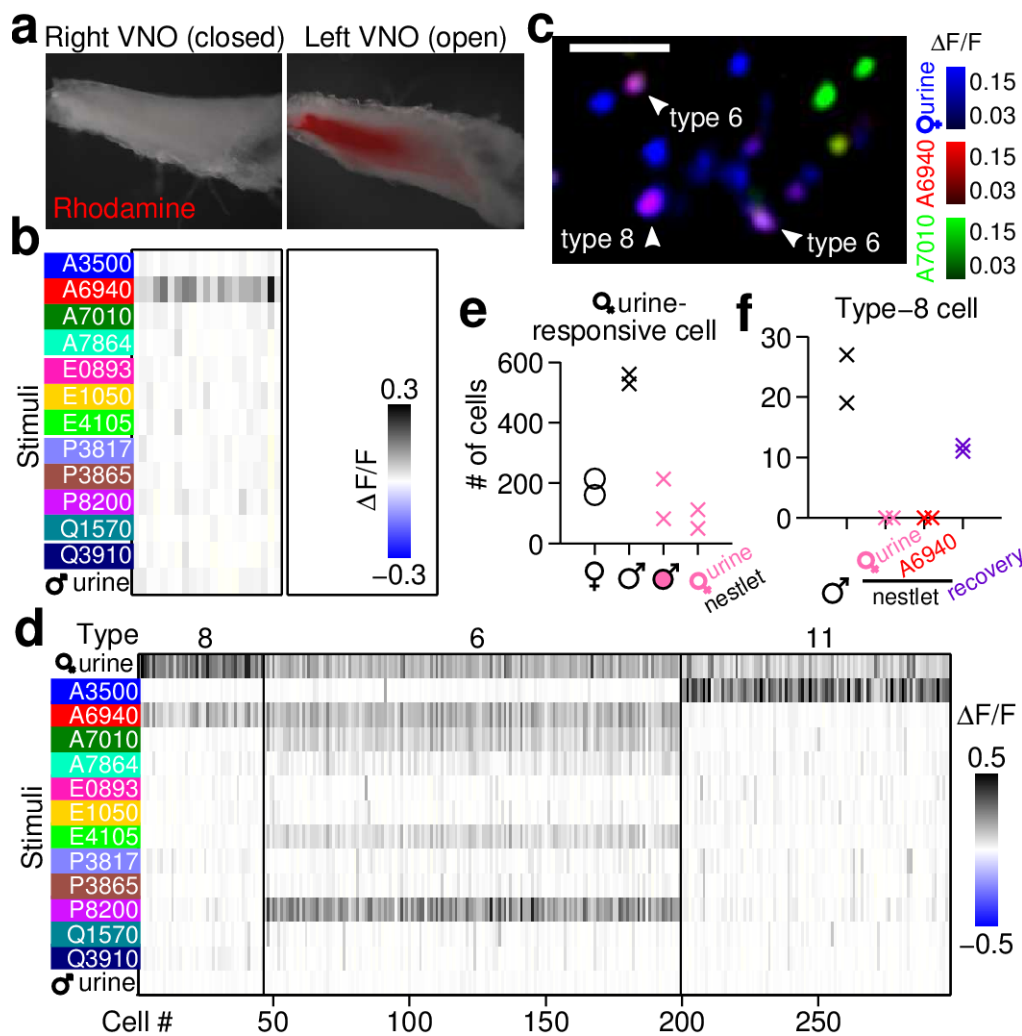 a
Right VNO (closed)
Left VNO (open)
Rhodamine
b
Stimuli
A3500
A6940
A7010
A7864
E0893
E1050
E4105
P3817
P3865
P8200
Q1570
Q3910
♂ urine
0.3
ΔF/F
−0.3
c
type 6
type 8
type 6
ΔF/F
urine
0.15
0.03
A6940
0.15
0.03
A7010
0.15
0.03
e
urine-
responsive cell
# of cells
600
400
200
0
♀
♂
♂
urine
nestlet
f
Type−8 cell
30
20
10
0
♂
urine
A6940
nestlet
recovery
d
Type
8
6
11
Stimuli
urine
A3500
A6940
A7010
A7864
E0893
E1050
E4105
P3817
P3865
P8200
Q1570
Q3910
♂ urine
Cell #
50
100
150
200
250
ΔF/F
0.5
−0.5